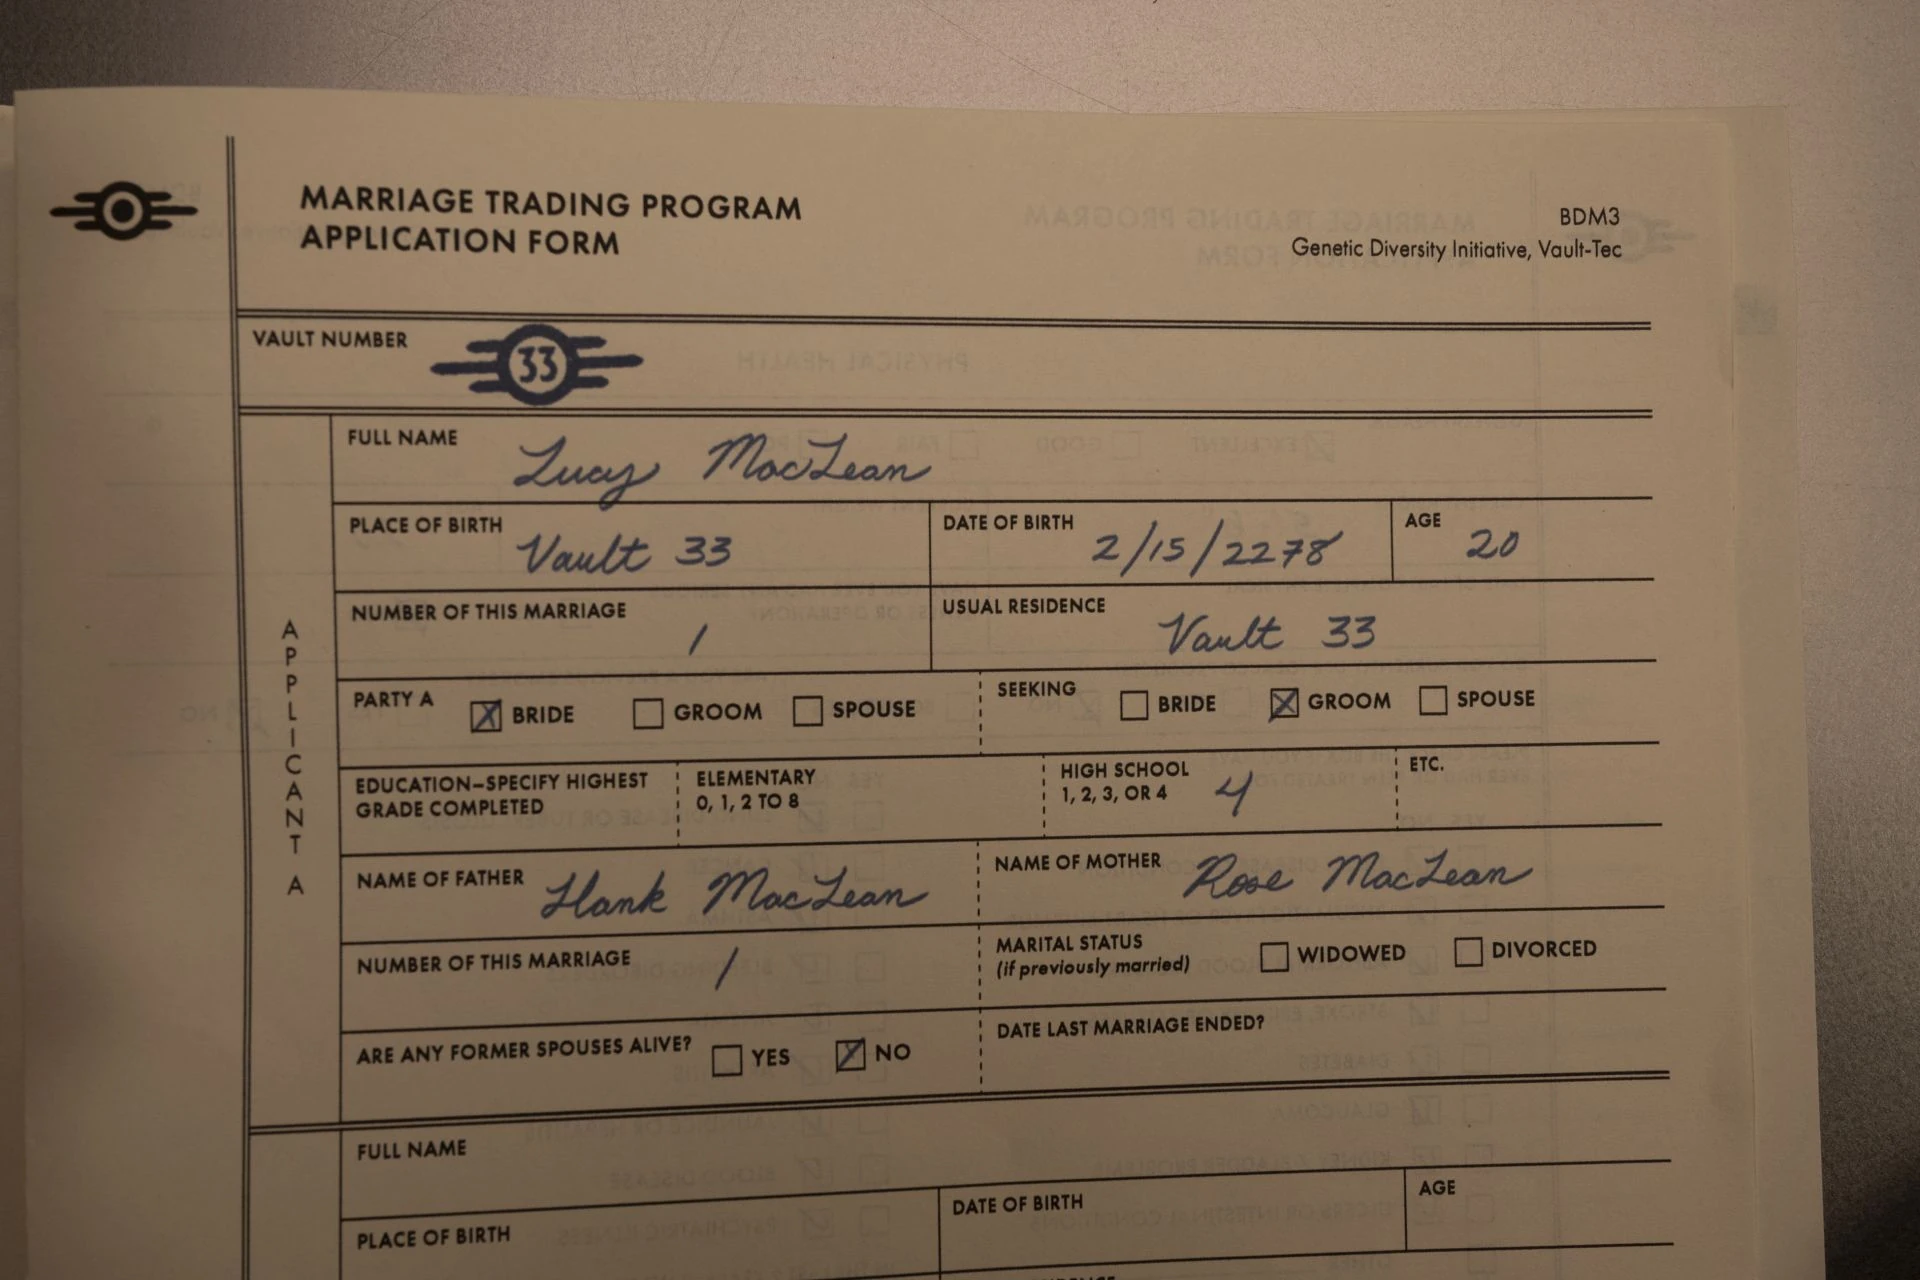 MARRIAGE TRADING PROGRAM
APPLICATION FORM
BDM3
Genetic Diversity Initiative, Vault-Tec
VAULT NUMBER 33
APPLICANT A
FULL NAME Lucy MacLean
PLACE OF BIRTH Vault 33 DATE OF BIRTH 2/15/2278 AGE 20
NUMBER OF THIS MARRIAGE 1 USUAL RESIDENCE Vault 33
PARTY A BRIDE GROOM SPOUSE SEEKING BRIDE GROOM SPOUSE
EDUCATION–SPECIFY HIGHEST
GRADE COMPLETED
ELEMENTARY
0, 1, 2 TO 8
HIGH SCHOOL
1, 2, 3, OR 4 4
ETC.
NAME OF FATHER Hank MacLean NAME OF MOTHER Rose MacLean
NUMBER OF THIS MARRIAGE 1
MARITAL STATUS
(if previously married)
WIDOWED DIVORCED
ARE ANY FORMER SPOUSES ALIVE? YES NO
DATE LAST MARRIAGE ENDED?
FULL NAME
PLACE OF BIRTH DATE OF BIRTH AGE